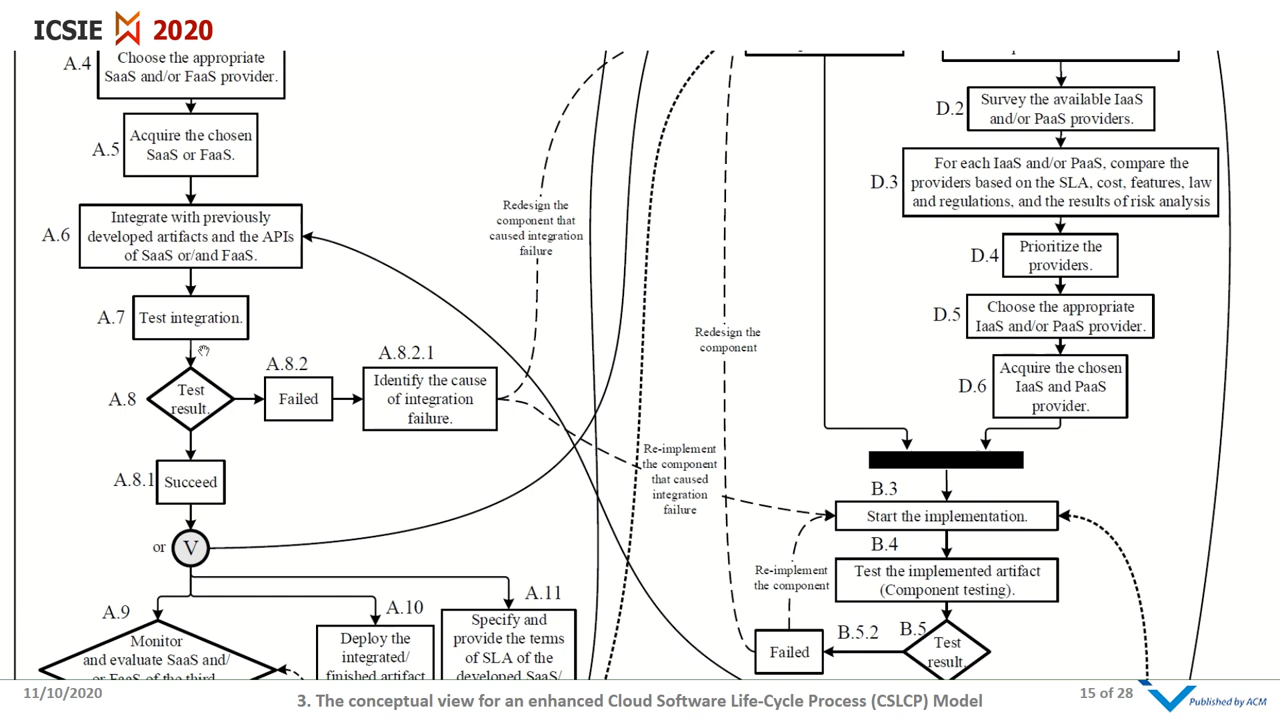 ICSIE 2020
A.4
Choose the appropriate
SaaS and/or FaaS provider.
A.5
Acquire the chosen
SaaS or FaaS.
A.6
Integrate with previously
developed artifacts and the APIs
of SaaS or/and FaaS.
A.7
Test integration.
A.8
Test
result.
A.8.2
Failed
A.8.2.1
Identify the cause
of integration
failure.
A.8.1
Succeed
or
V
A.9
Monitor
and evaluate SaaS and/
or FaaS of the third
A.10
Deploy the
integrated/
finished artifact
A.11
Specify and
provide the terms
of SLA of the
developed SaaS/
Redesign the
component that
caused integration
failure
Re-implement
the component
that caused
integration
failure
Redesign the
component
D.2
Survey the available IaaS
and/or PaaS providers.
D.3
For each IaaS and/or PaaS, compare the
providers based on the SLA, cost, features, law
and regulations, and the results of risk analysis
D.4
Prioritize the
providers.
D.5
Choose the appropriate
IaaS and/or PaaS provider.
D.6
Acquire the chosen
IaaS and PaaS
provider.
B.3
Start the implementation.
B.4
Test the implemented artifact
(Component testing).
Re-implement
the component
B.5
Test
result.
B.5.2
Failed
11/10/2020
3. The conceptual view for an enhanced Cloud Software Life-Cycle Process (CSLCP) Model
15 of 28
Published by ACM